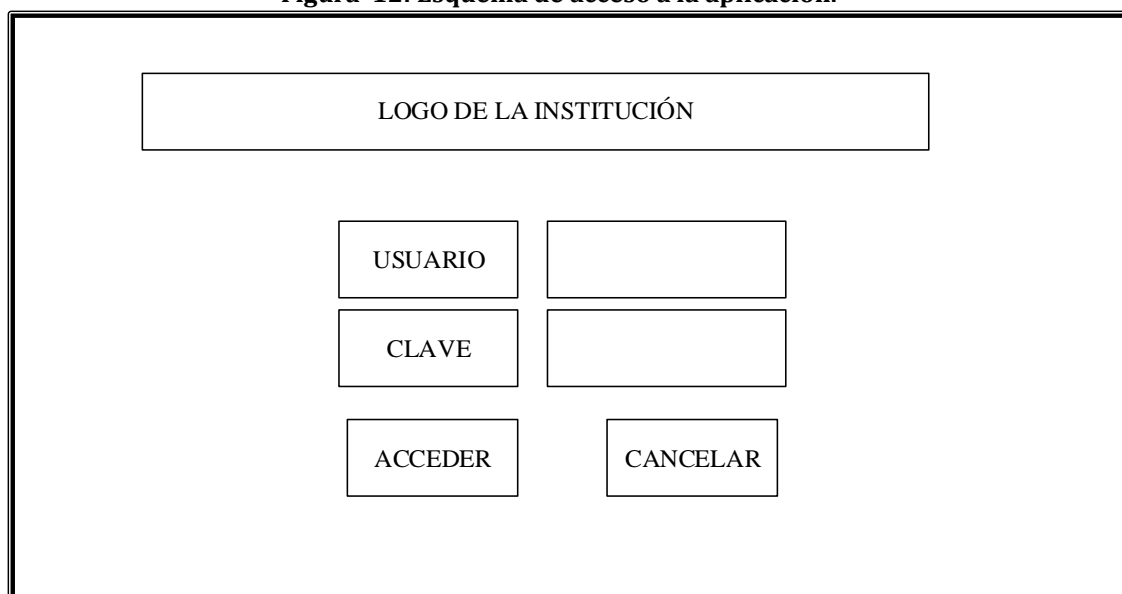 Figura 12. Esquema de acceso a la aplicación.
LOGO DE LA INSTITUCIÓN
USUARIO
CLAVE
ACCEDER
CANCELAR